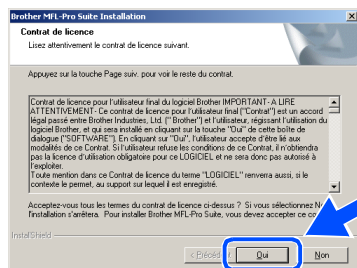 Brother MFL-Pro Suite Installation
Contrat de licence
Lisez attentivement le contrat de licence suivant.
Appuyez sur la touche Page suiv. pour voir le reste du contrat.
Contrat de licence pour l'utilisateur final du logiciel Brother IMPORTANT- A LIRE
ATTENTIVEMENT- Ce contrat de licence pour l'utilisateur final ("Contrat") est un accord
légal passé entre Brother Industries, Ltd. ("Brother") et l'utilisateur, régissant l'utilisation du
logiciel Brother, et qui sera installé en cliquant sur la touche "Oui" de cette boîte de
dialogue ("SOFTWARE"). En cliquant sur "Oui", l'utilisateur accepte d'être lié aux
modalités de ce Contrat. Si l'utilisateur refuse les conditions de ce Contrat, il n'obtiendra
pas la licence d'utilisation obligatoire pour ce LOGICIEL et ne sera donc pas autorisé à
l'exploiter.
Toute mention dans ce Contrat de licence du terme "LOGICIEL" renverra aussi, si le
contexte le permet, au support sur lequel il est enregistré.
Acceptez-vous tous les termes du contrat de licence ci-dessus ? Si vous sélectionnez
l'installation s'arrêtera. Pour installer Brother MFL-Pro Suite, vous devez accepter ce
InstallShield
< Précéd
Oui
Non